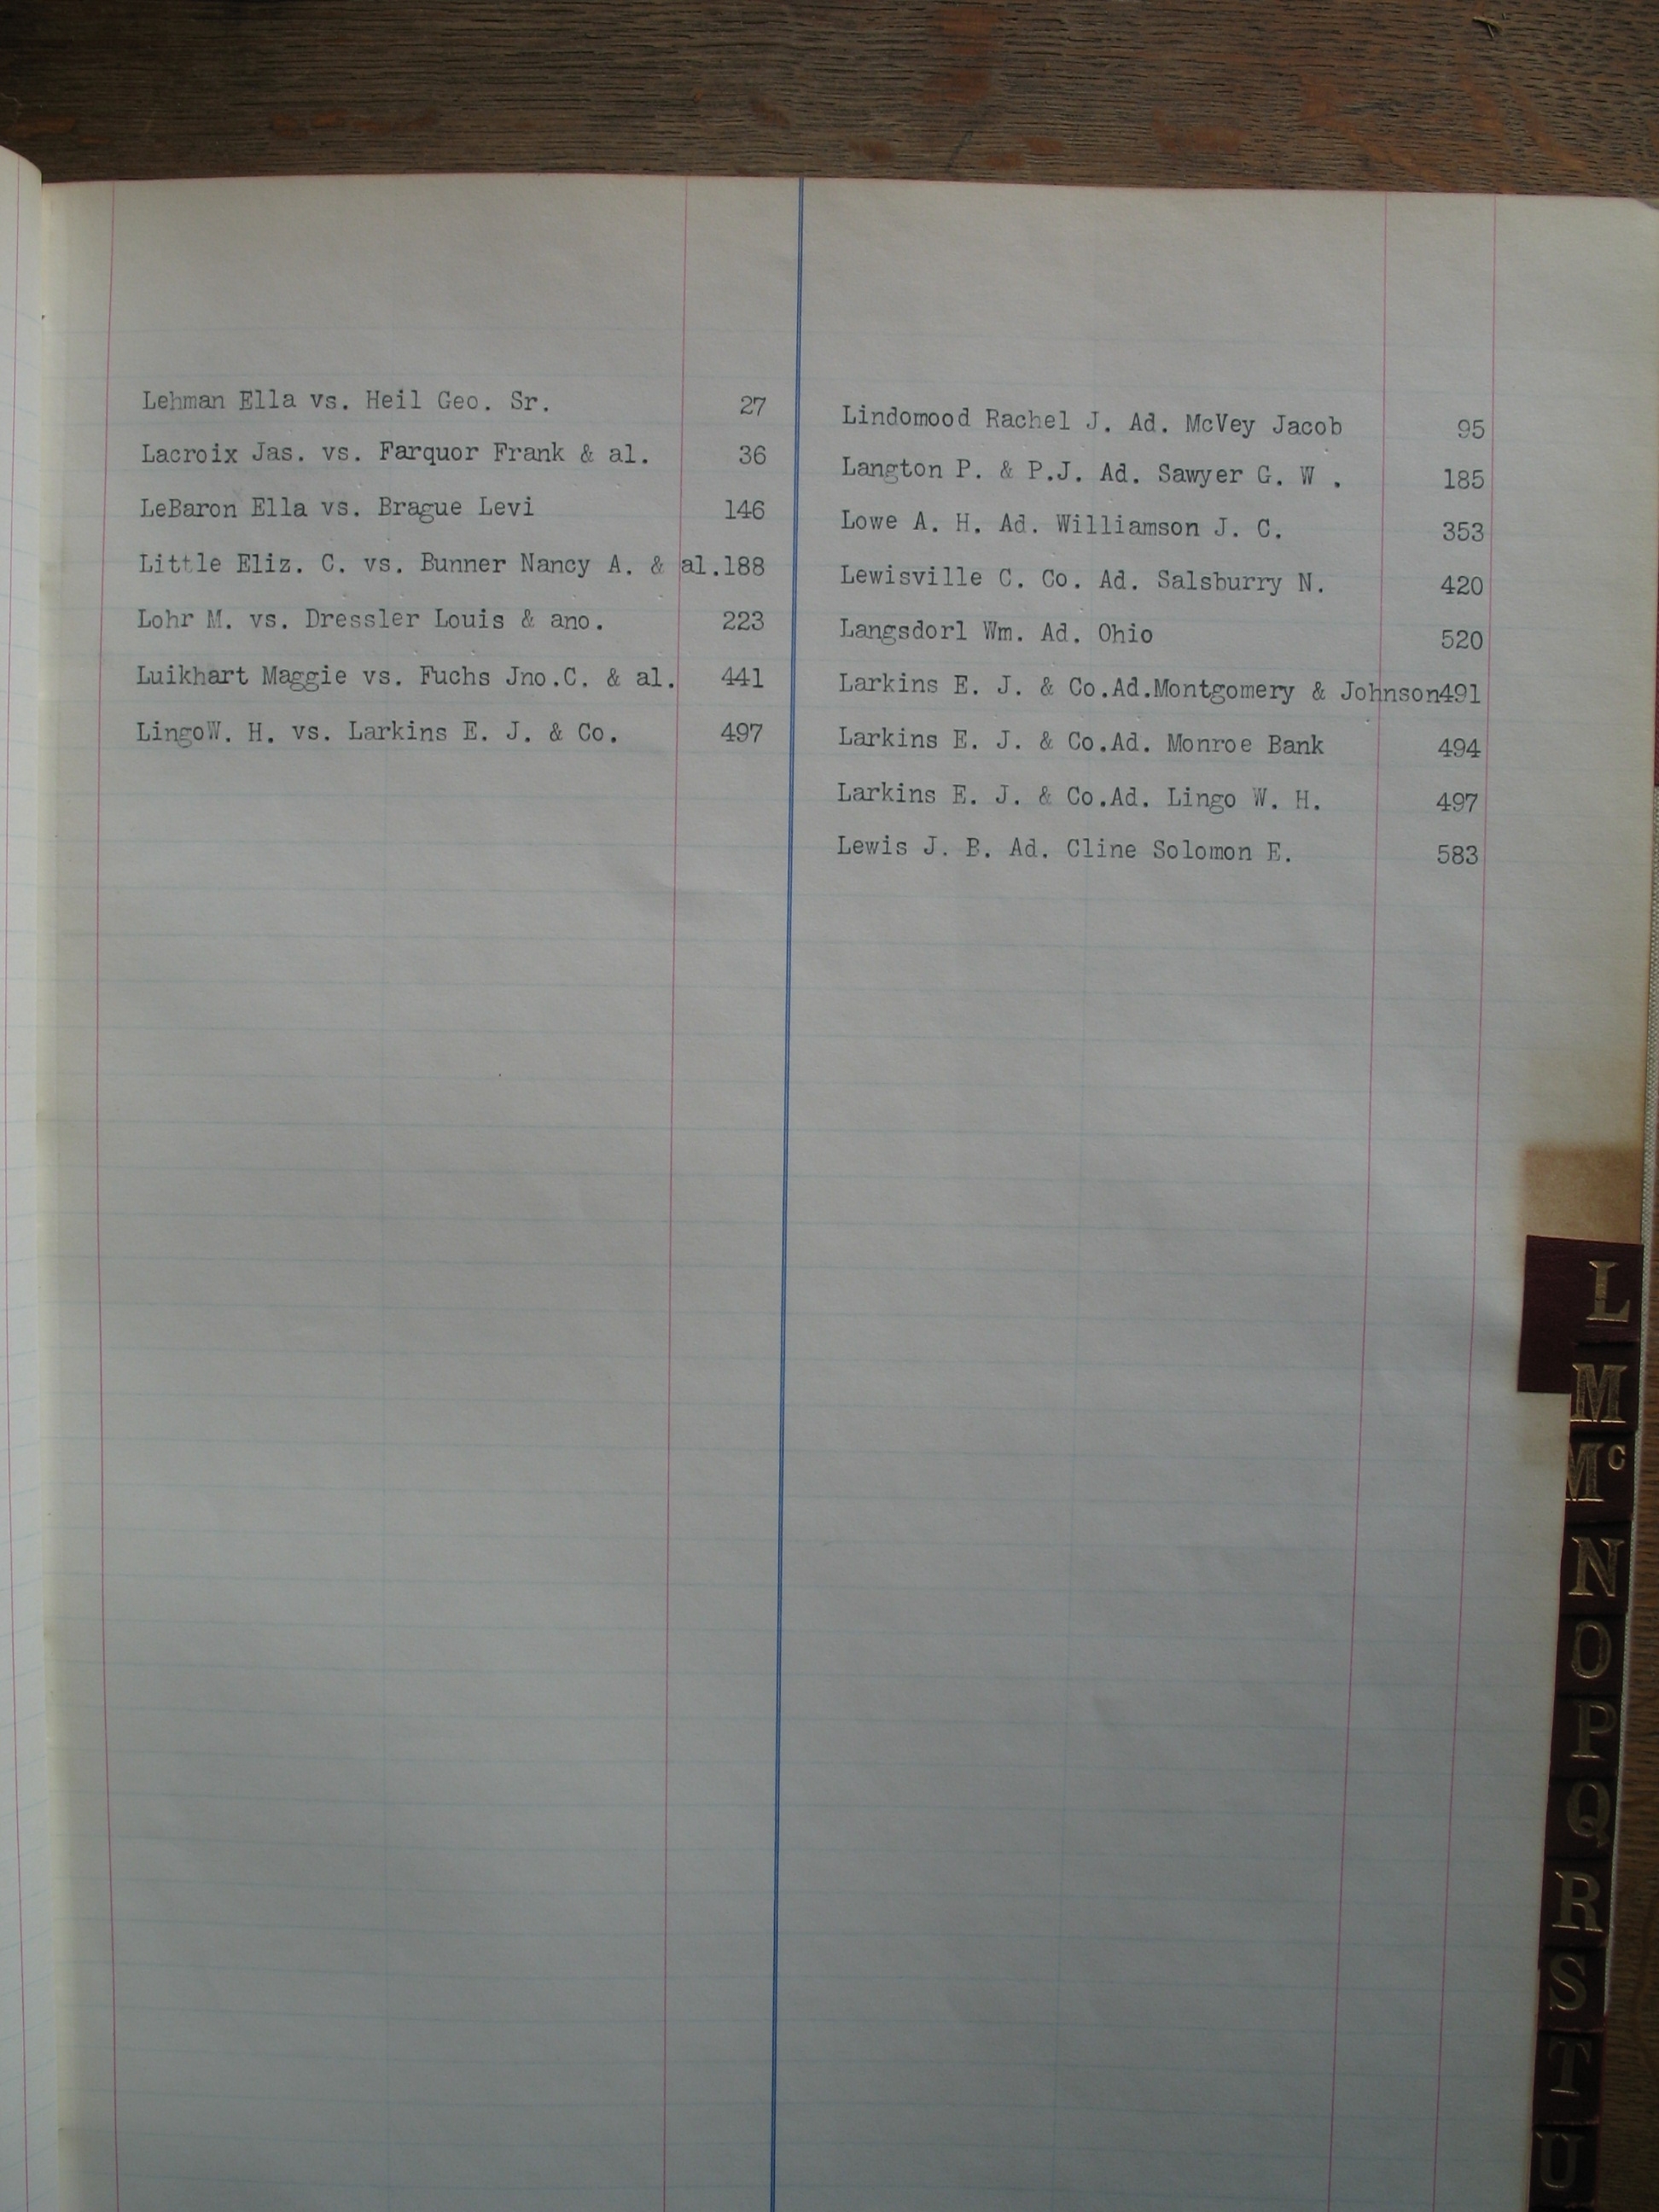 Lehman Ella vs. Heil Geo. Sr. 27
Lacroix Jas. vs. Farquor Frank & al. 36
LeBaron Ella vs. Brague Levi 146
Little Eliz. C. vs. Bunner Nancy A. & al.188
Lohr M. vs. Dressler Louis & ano. 223
Luikhart Maggie vs. Fuchs Jno.C. & al. 441
LingoW. H. vs. Larkins E. J. & Co. 497
Lindomood Rachel J. Ad. McVey Jacob 95
Langton P. & P.J. Ad. Sawyer G. W . 185
Lowe A. H. Ad. Williamson J. C. 353
Lewisville C. Co. Ad. Salsburry N. 420
Langsdorl Wm. Ad. Ohio 520
Larkins E. J. & Co.Ad.Montgomery & Johnson491
Larkins E. J. & Co.Ad. Monroe Bank 494
Larkins E. J. & Co.Ad. Lingo W. H. 497
Lewis J. B. Ad. Cline Solomon E. 583
L
M
Mc
N
O
P
Q
R
S
T
U